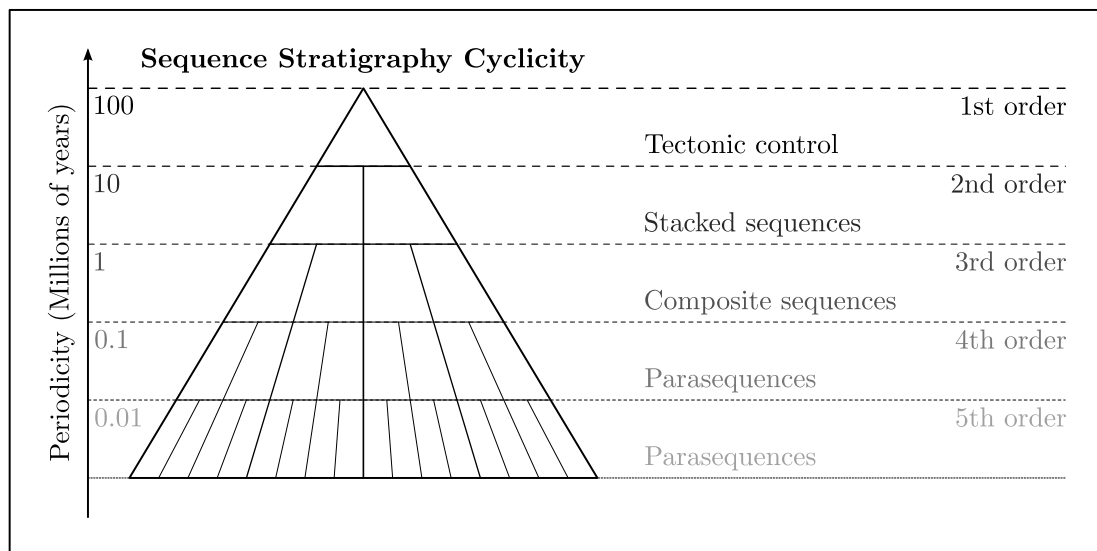 Sequence Stratigraphy Cyclicity
Periodicity (Millions of years)
100
1st order
Tectonic control
10
2nd order
Stacked sequences
1
3rd order
Composite sequences
0.1
4th order
Parasequences
0.01
5th order
Parasequences